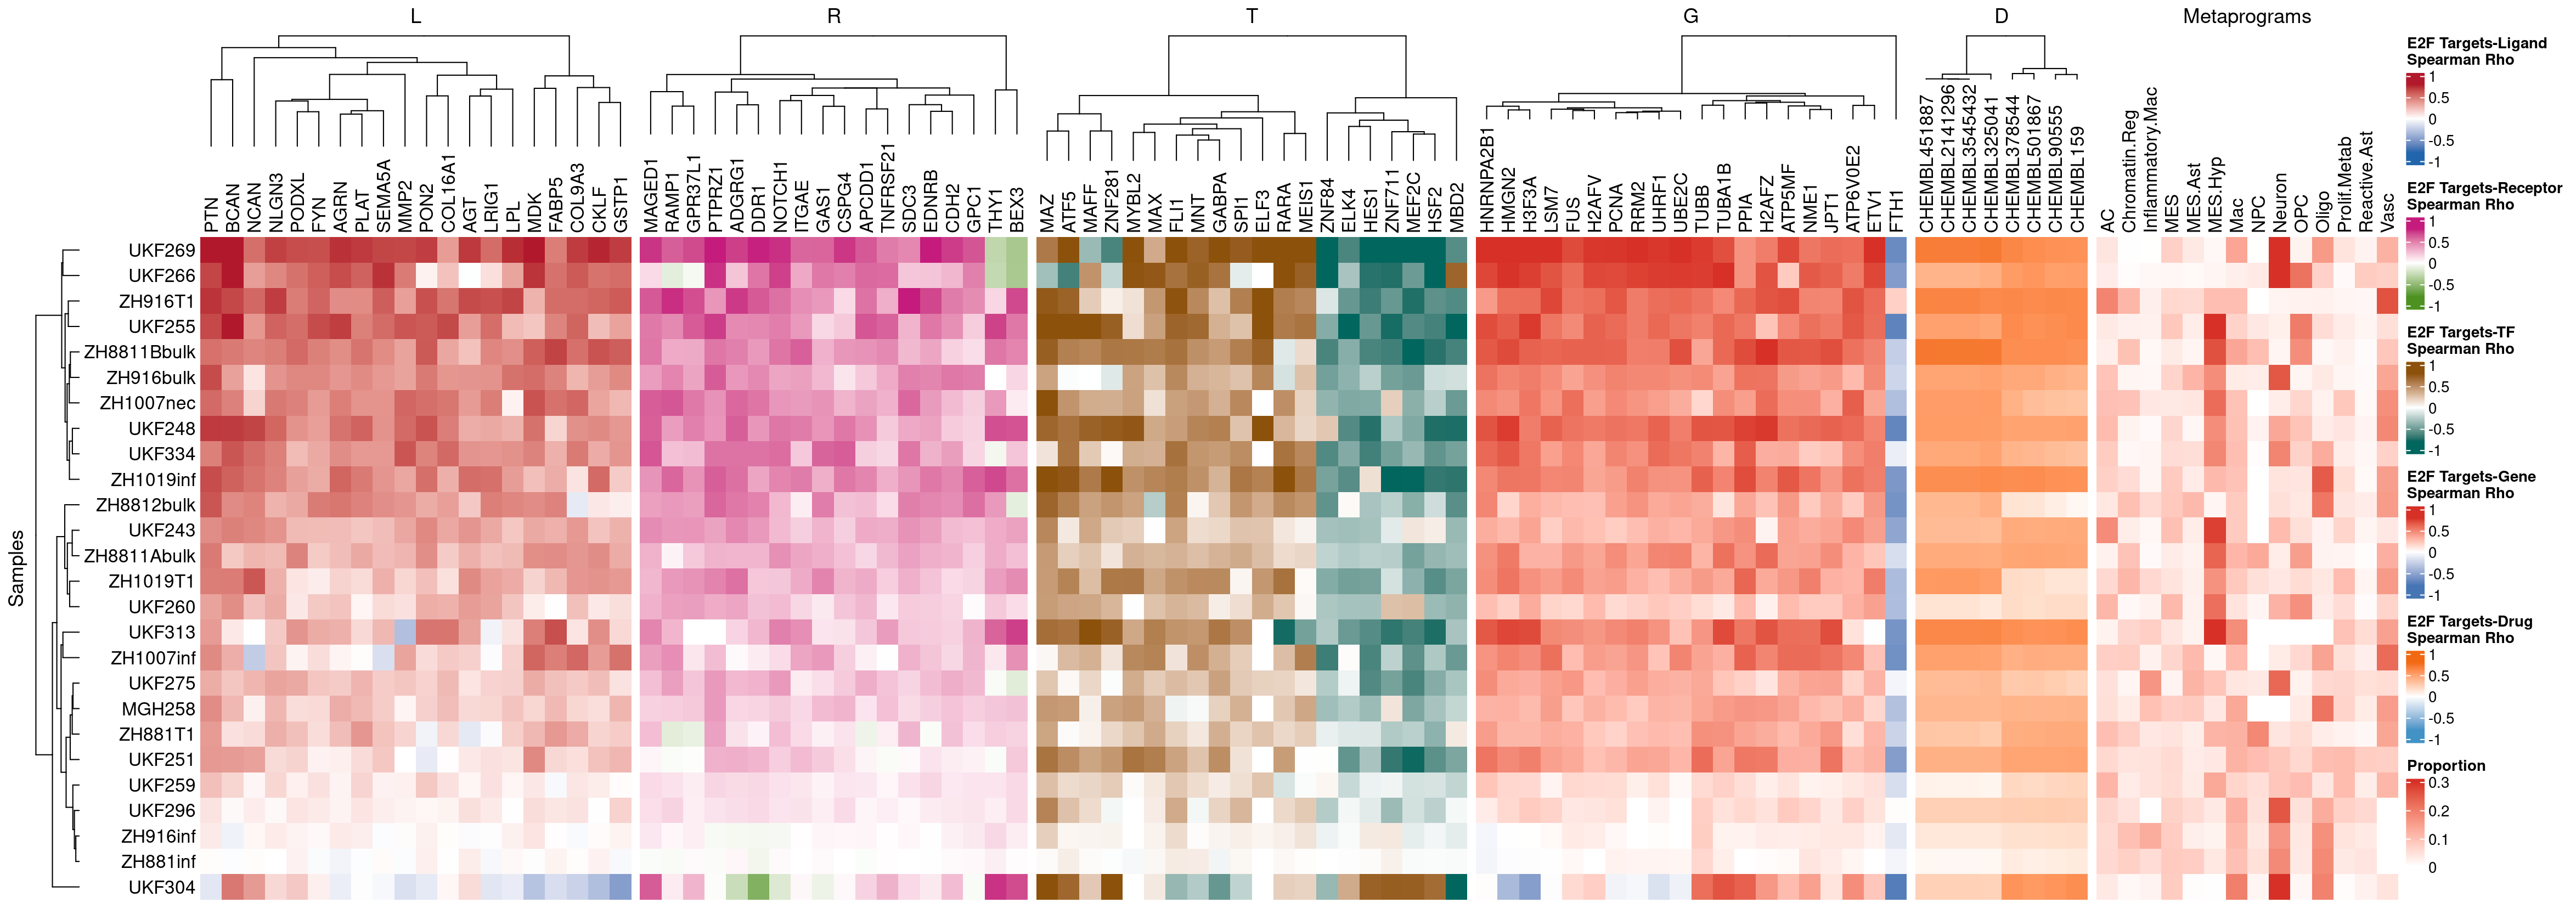 L R T G D Metaprograms
PTN BCAN NCAN NLGN3 PODXL FYN AGRN PLAT SEMA5A MMP2 PON2 COL16A1 AGT LRIG1 LPL MDK FABP5 COL9A3 CKLF GSTP1
MAGED1 RAMP1 GPR37L1 PTPRZ1 ADGRG1 DDR1 NOTCH1 ITGAE GAS1 CSPG4 APCDD1 TNFRSF21 SDC3 EDNRB CDH2 GPC1 THY1 BEX3
MAZ ATF5 MAFF ZNF281 MYBL2 MAX FLI1 MNT GABPA SPI1 ELF3 RARA MEIS1 ZNF84 ELK4 HES1 ZNF711 MEF2C HSF2 MBD2
HNRNPA2B1 HMGN2 H3F3A LSM7 FUS H2AFV PCNA RRM2 UHRF1 UBE2C TUBB TUBA1B PPIA H2AFZ ATP5MF NME1 JPT1 ATP6V0E2 ETV1 FTH1
CHEMBL451887 CHEMBL2141296 CHEMBL3545432 CHEMBL325041 CHEMBL378544 CHEMBL501867 CHEMBL90555 CHEMBL159
AC Chromatin.Reg Inflammatory.Mac MES MES.Ast MES.Hyp Mac NPC Neuron OPC Oligo Prolif.Metab Reactive.Ast Vasc
Samples
UKF269
UKF266
ZH916T1
UKF255
ZH8811Bbulk
ZH916bulk
ZH1007nec
UKF248
UKF334
ZH1019inf
ZH8812bulk
UKF243
ZH8811Abulk
ZH1019T1
UKF260
UKF313
ZH1007inf
UKF275
MGH258
ZH881T1
UKF251
UKF259
UKF296
ZH916inf
ZH881inf
UKF304
E2F Targets-Ligand
Spearman Rho
1
0.5
0
-0.5
-1
E2F Targets-Receptor
Spearman Rho
1
0.5
0
-0.5
-1
E2F Targets-TF
Spearman Rho
1
0.5
0
-0.5
-1
E2F Targets-Gene
Spearman Rho
1
0.5
0
-0.5
-1
E2F Targets-Drug
Spearman Rho
1
0.5
0
-0.5
-1
Proportion
0.3
0.2
0.1
0